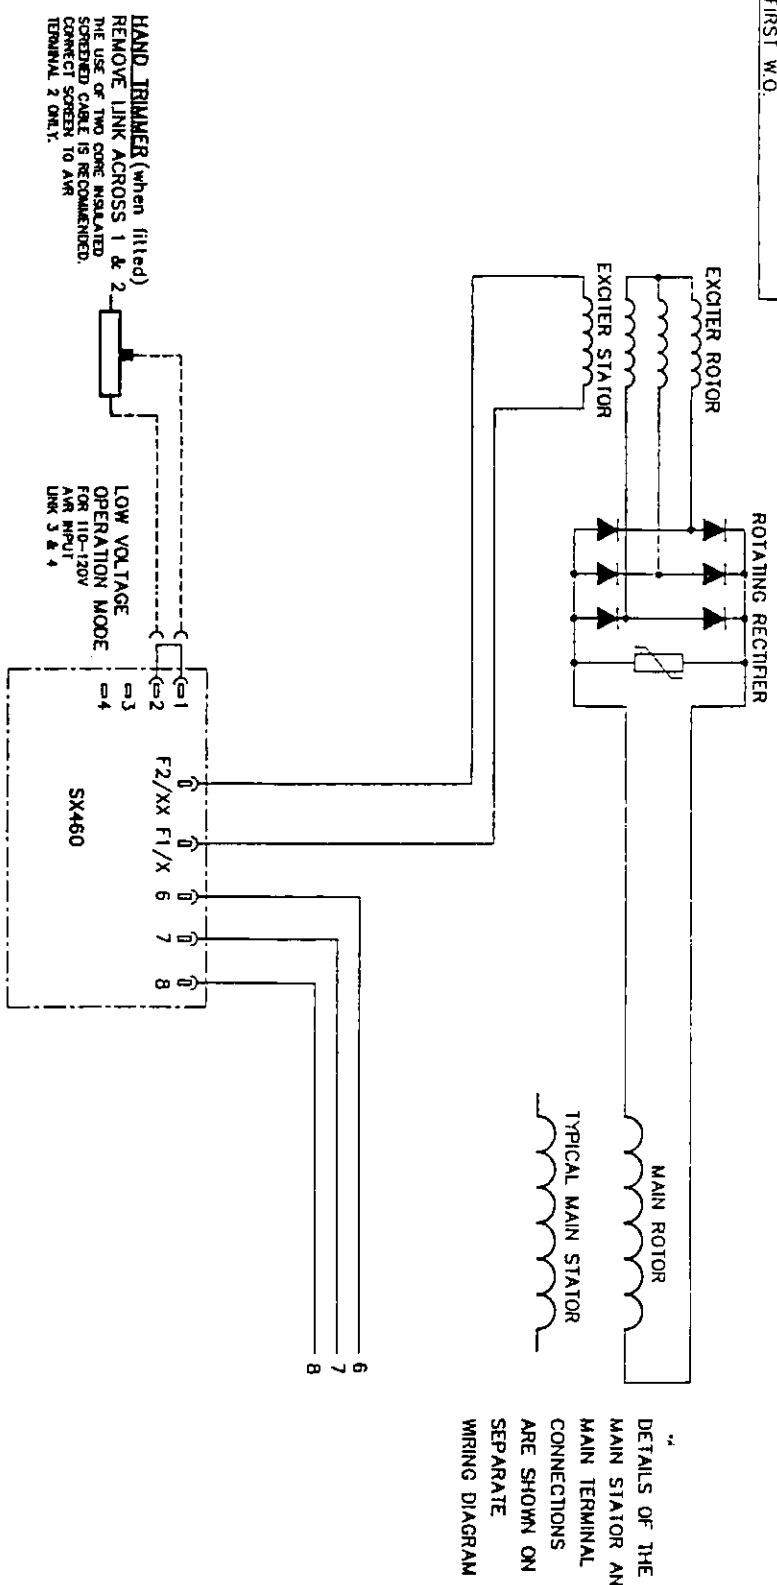 FIRST W.O.
EXCITER ROTOR
EXCITER STATOR
ROTATING RECTIFIER
MAIN ROTOR
TYPICAL MAIN STATOR
DETAILS OF THE
MAIN STATOR AN
MAIN TERMINAL
CONNECTIONS
ARE SHOWN ON
SEPARATE
WIRING DIAGRAM
HAND TRIMMER (when fitted)
REMOVE LINK ACROSS 1 & 2
THE USE OF TWO CORE INSULATED
SCREENED CABLE IS RECOMMENDED.
CONNECT SCREEN TO AVR
TERMINAL 2 ONLY.
LOW VOLTAGE
OPERATION MODE
FOR 110-120V
AVR INPUT
LINK 3 & 4
1
2
3
4
F2/XX F1/X 6 7 8
SX460
6
7
8